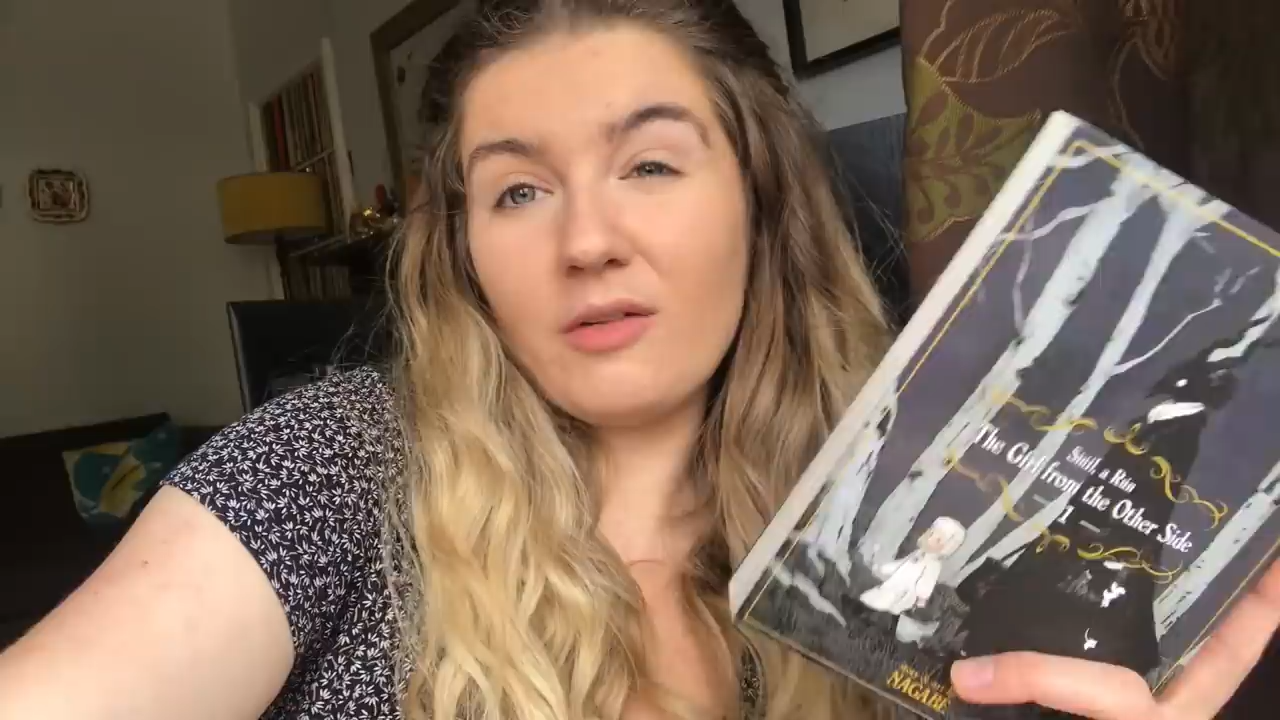 Siúil, a Rún
The Girl from the Other Side
1
NAGABE